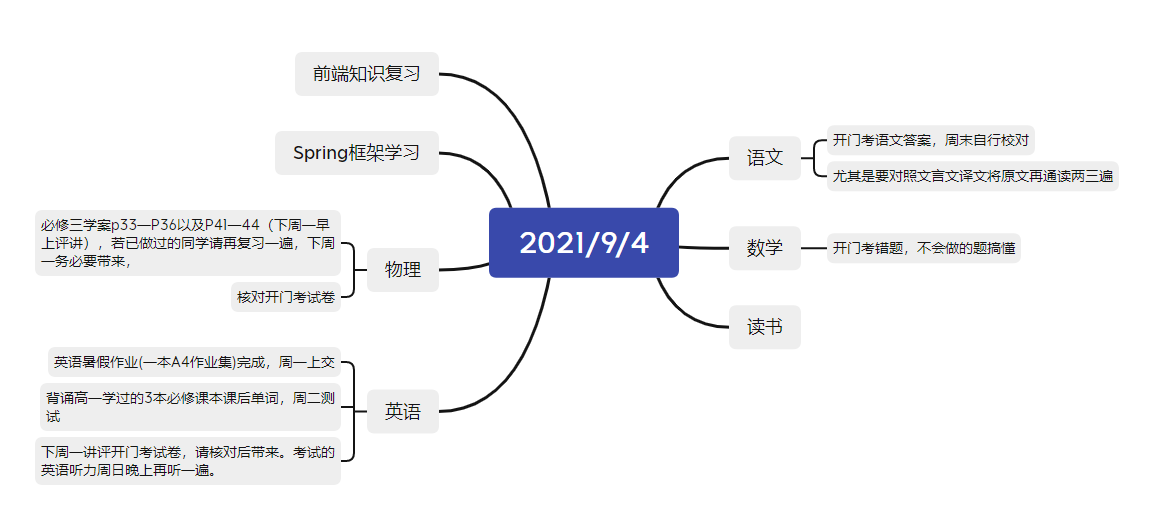 2021/9/4
语文
开门考语文答案，周末自行校对
尤其是要对照文言文译文将原文再通读两三遍
数学
开门考错题，不会做的题搞懂
读书
前端知识复习
Spring框架学习
物理
必修三学案p33—P36以及P41—44（下周一早
上评讲），若已做过的同学请再复习一遍，下周
一务必要带来，
核对开门考试卷
英语
英语暑假作业(一本A4作业集)完成，周一上交
背诵高一学过的3本必修课本课后单词，周二测
试
下周一讲评开门考试卷，请核对后带来。考试的
英语听力周日晚上再听一遍。